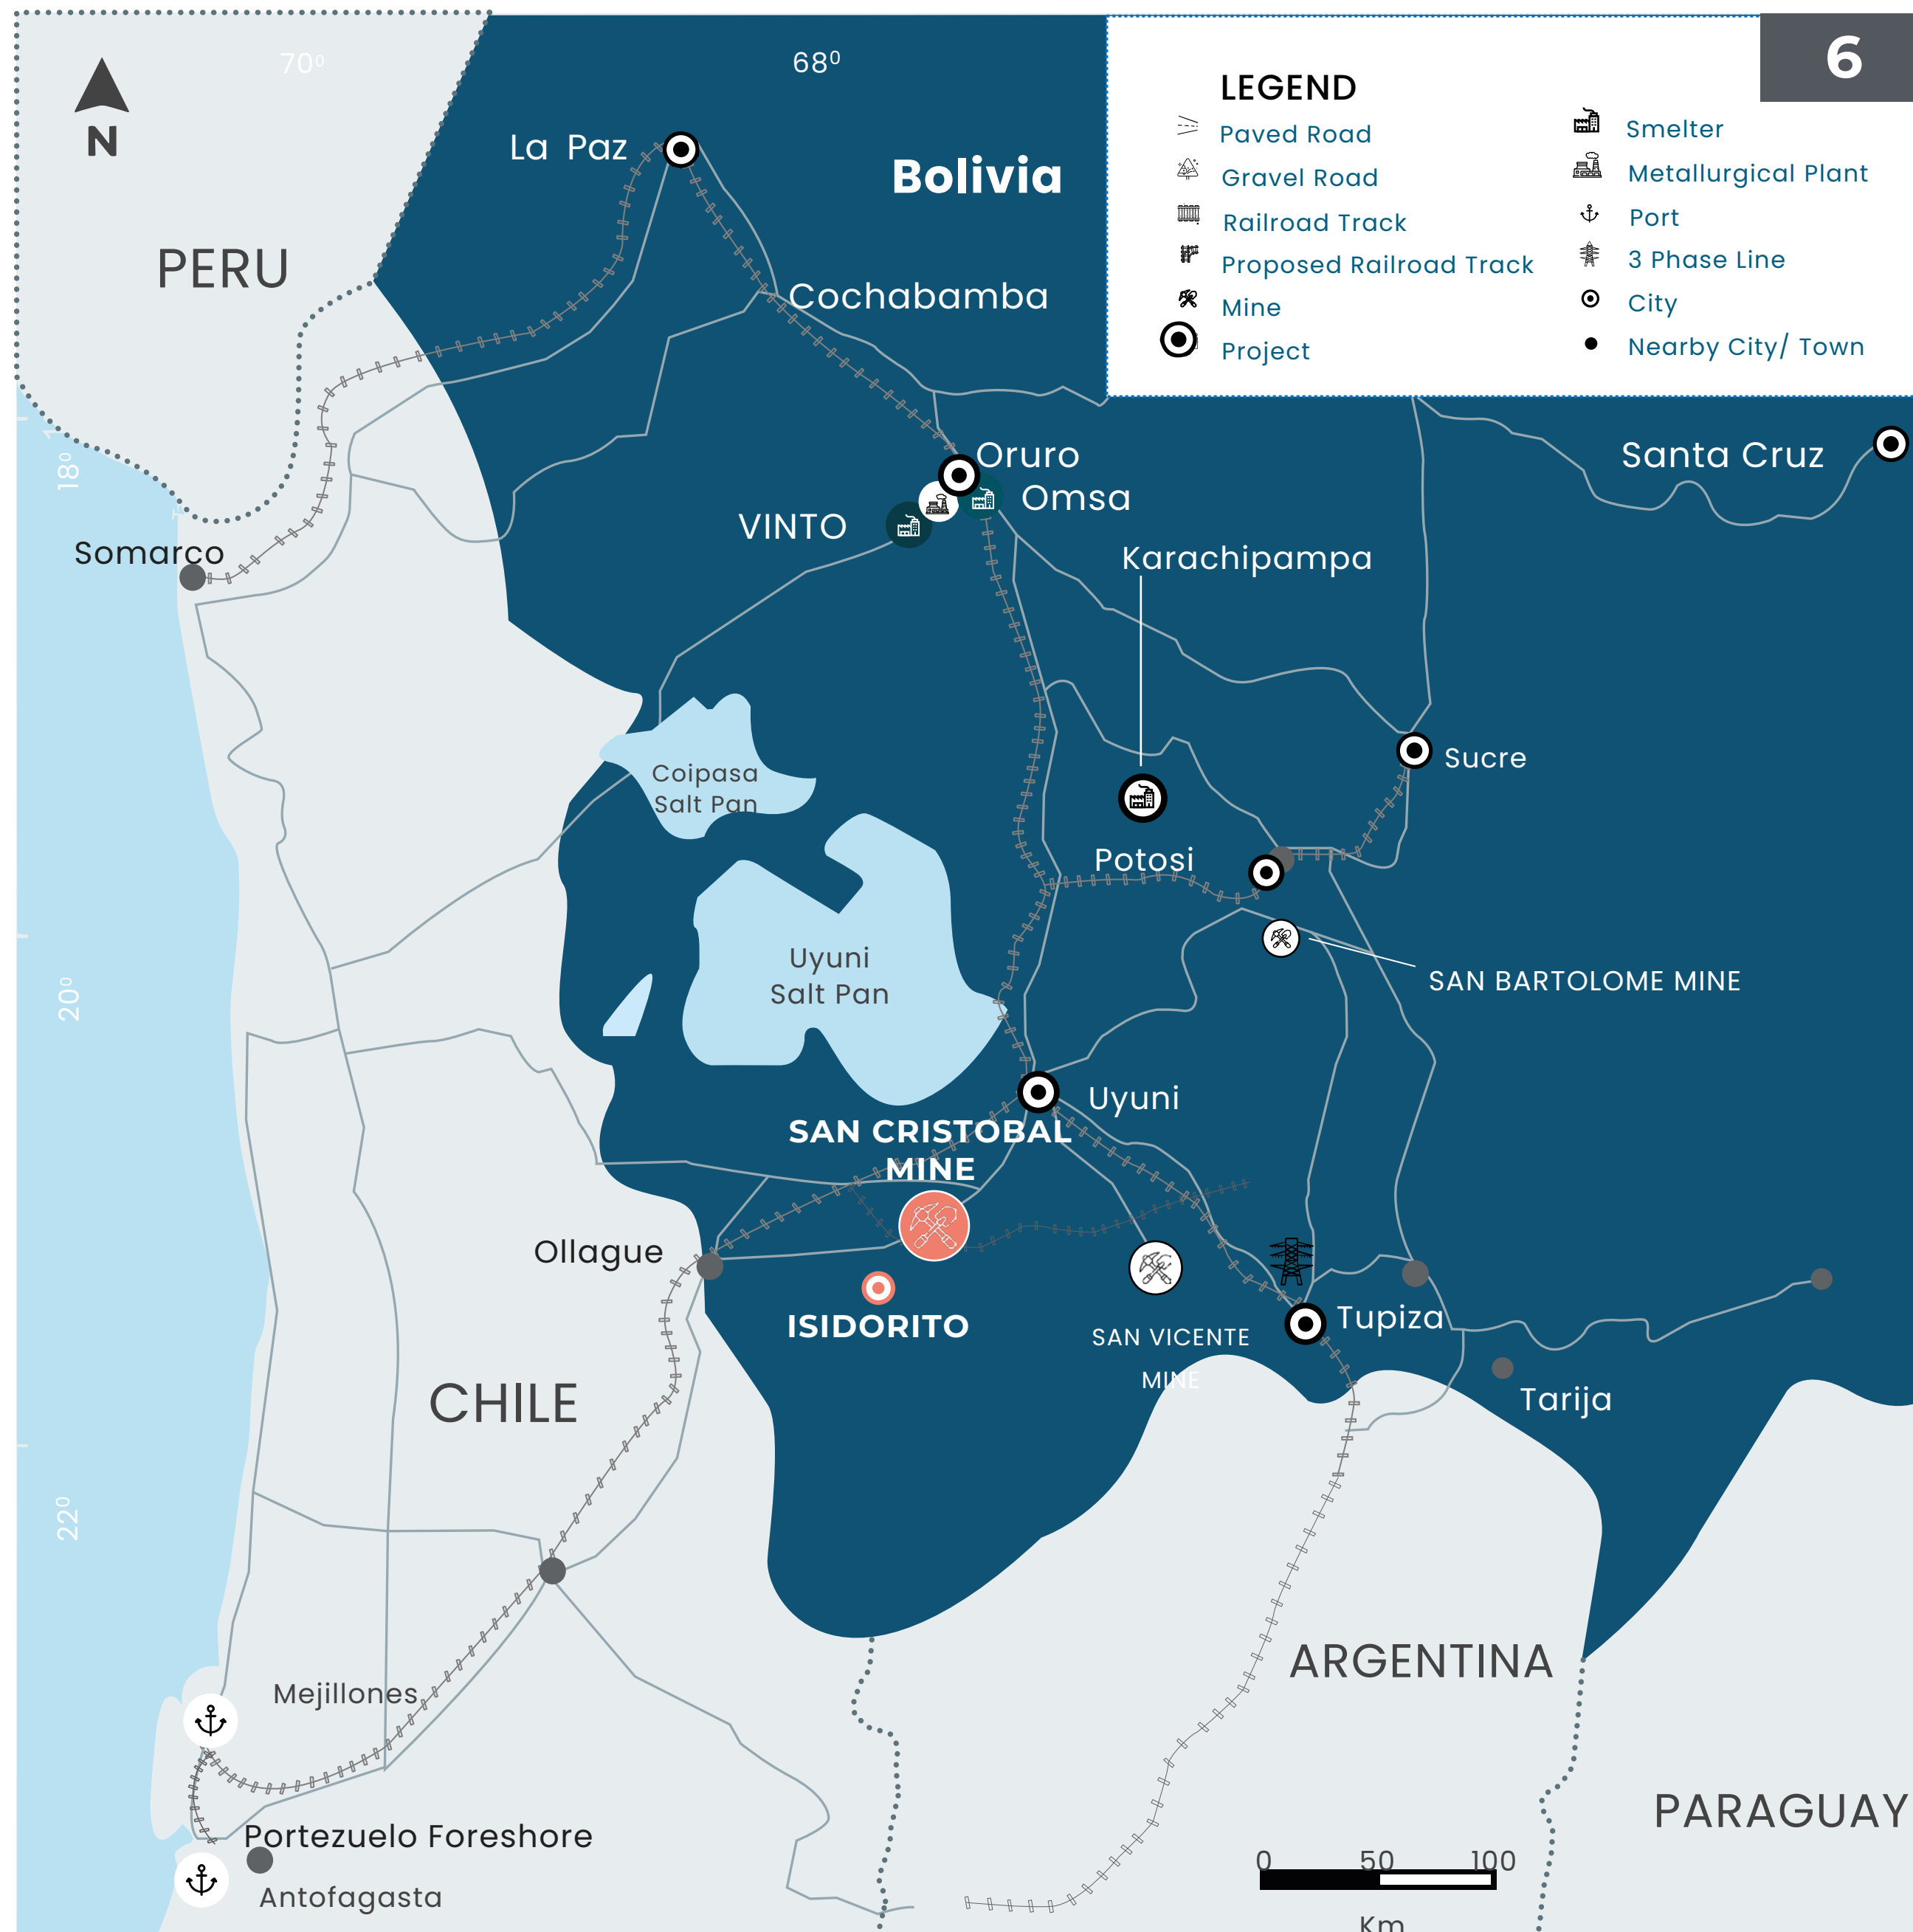 6
70⁰
68⁰
N
LEGEND
Paved Road
Gravel Road
Railroad Track
Proposed Railroad Track
Mine
Project
Smelter
Metallurgical Plant
Port
3 Phase Line
City
Nearby City/ Town
La Paz
Bolivia
PERU
Cochabamba
18⁰
Oruro
Omsa
VINTO
Santa Cruz
Somarco
Karachipampa
Sucre
Coipasa
Salt Pan
Potosi
Uyuni
Salt Pan
SAN BARTOLOME MINE
20⁰
Uyuni
SAN CRISTOBAL
MINE
Ollague
ISIDORITO
SAN VICENTE
MINE
Tupiza
Tarija
CHILE
22⁰
ARGENTINA
Mejillones
PARAGUAY
Portezuelo Foreshore
Antofagasta
0 50 100
Km